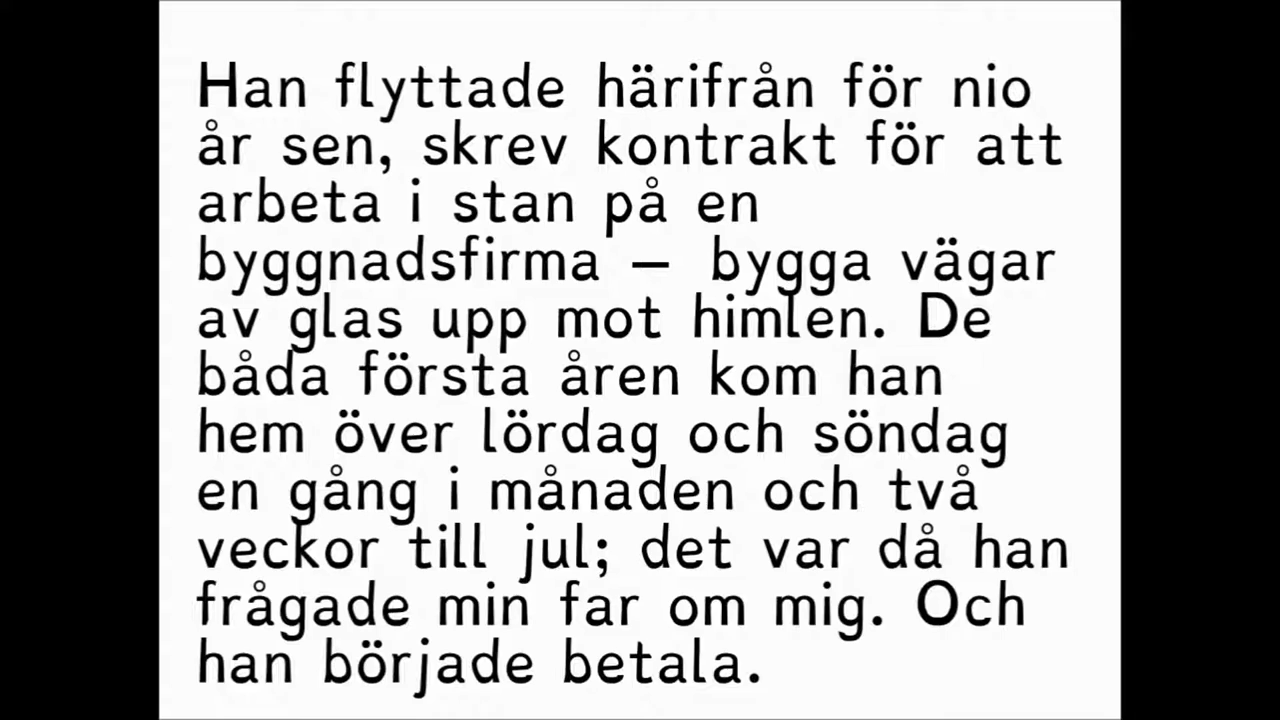 Han flyttade härifrån för nio
år sen, skrev kontrakt för att
arbeta i stan på en
byggnadsfirma – bygga vägar
av glas upp mot himlen. De
båda första åren kom han
hem över lördag och söndag
en gång i månaden och två
veckor till jul; det var då han
frågade min far om mig. Och
han började betala.